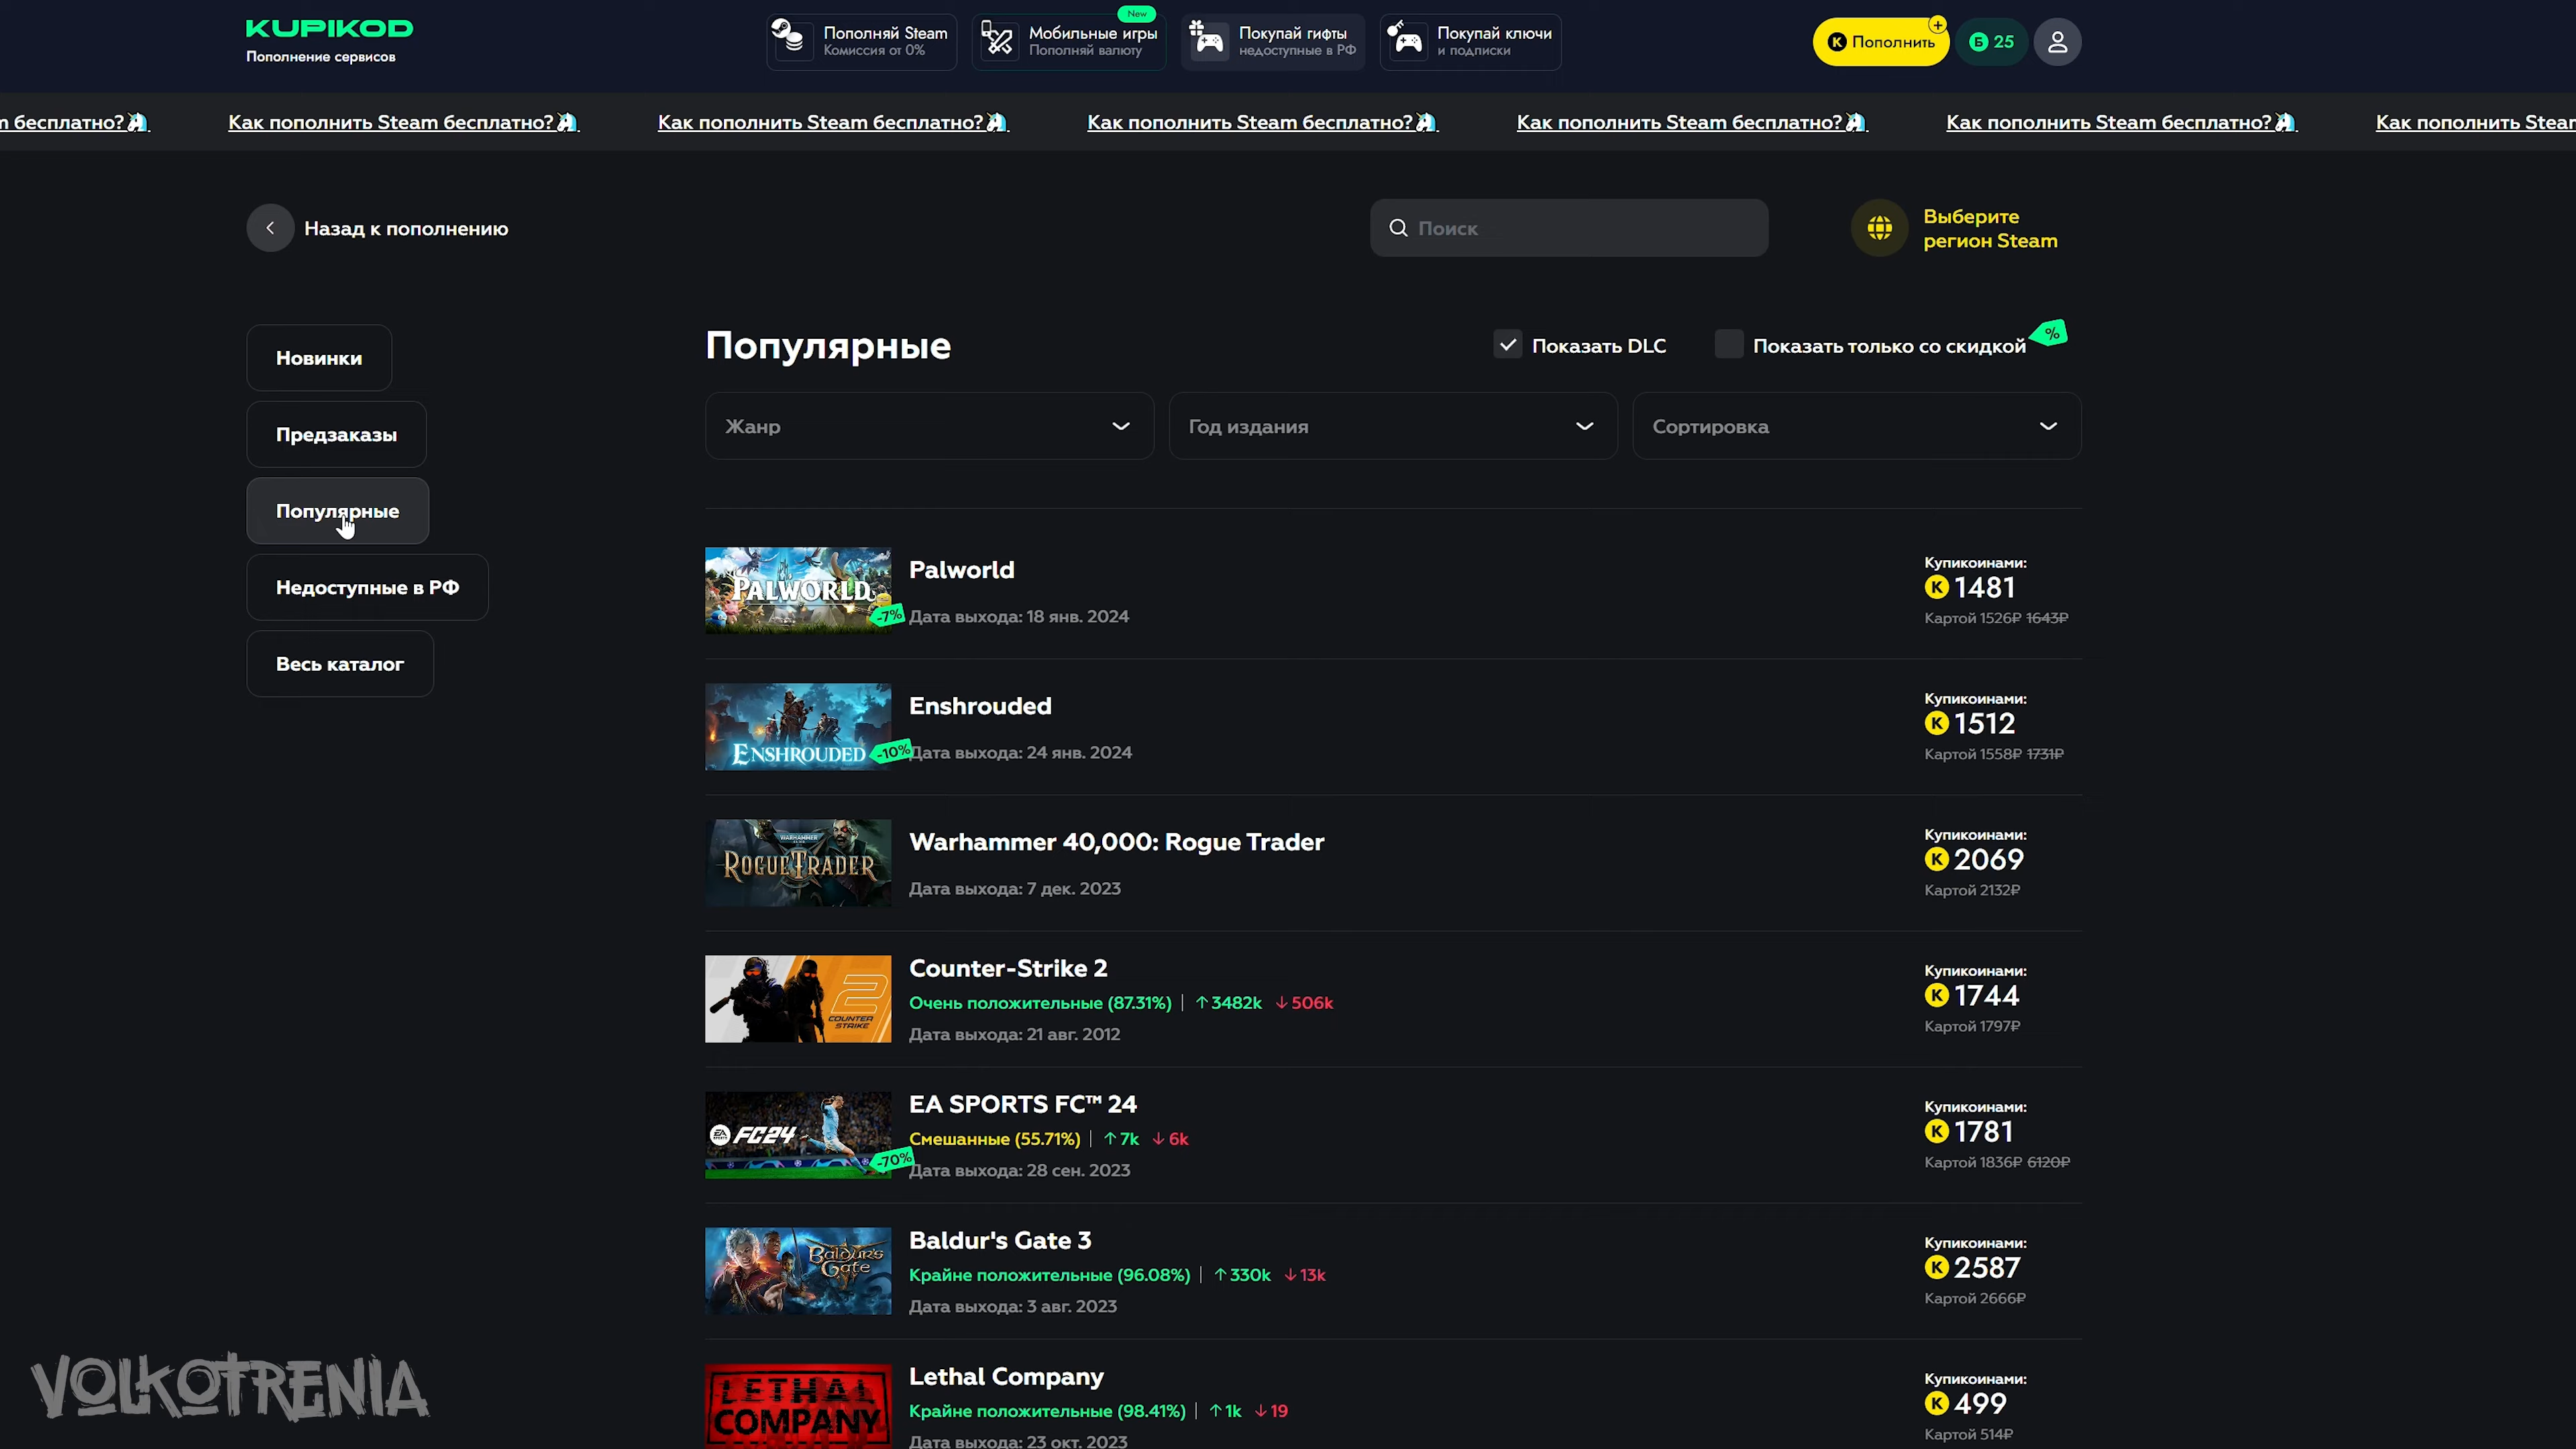 KUPIKOD
Пополнение сервисов
Пополняй Steam
Комиссия от 0%
New
Мобильные игры
Пополняй валюту
Покупай гифты
недоступные в РФ
Покупай ключи
и подписки
Пополнить
Б 25
m бесплатно? Как пополнить Steam бесплатно? Как пополнить Steam бесплатно? Как пополнить Steam бесплатно? Как пополнить Steam бесплатно? Как пополнить Steam бесплатно? Как пополнить Steam
Назад к пополнению
Поиск
Выберите
регион Steam
Новинки
Предзаказы
Популярные
Недоступные в РФ
Весь каталог
Популярные
Показать DLC
Показать только со скидкой
%
Жанр
Год издания
Сортировка
PALWORLD
-7%
Palworld
Дата выхода: 18 янв. 2024
Купикоинами:
K 1481
Картой 1526₽ 1643₽
ENSHROUDED
-10%
Enshrouded
Дата выхода: 24 янв. 2024
Купикоинами:
K 1512
Картой 1558₽ 1731₽
WARHAMMER
ROGUE TRADER
Warhammer 40,000: Rogue Trader
Дата выхода: 7 дек. 2023
Купикоинами:
K 2069
Картой 2132₽
2
COUNTER
STRIKE
Counter-Strike 2
Очень положительные (87.31%) | ↑3482k ↓506k
Дата выхода: 21 авг. 2012
Купикоинами:
K 1744
Картой 1797₽
EA SPORTS FC24
-70%
EA SPORTS FC™ 24
Смешанные (55.71%) | ↑7k ↓6k
Дата выхода: 28 сен. 2023
Купикоинами:
K 1781
Картой 1836₽ 6120₽
Baldur's
Gate
Baldur's Gate 3
Крайне положительные (96.08%) | ↑330k ↓13k
Дата выхода: 3 авг. 2023
Купикоинами:
K 2587
Картой 2666₽
LETHAL
COMPANY
Lethal Company
Крайне положительные (98.41%) | ↑1k ↓19
Дата выхода: 23 окт. 2023
Купикоинами:
K 499
Картой 514₽
VOLKOTRENIA